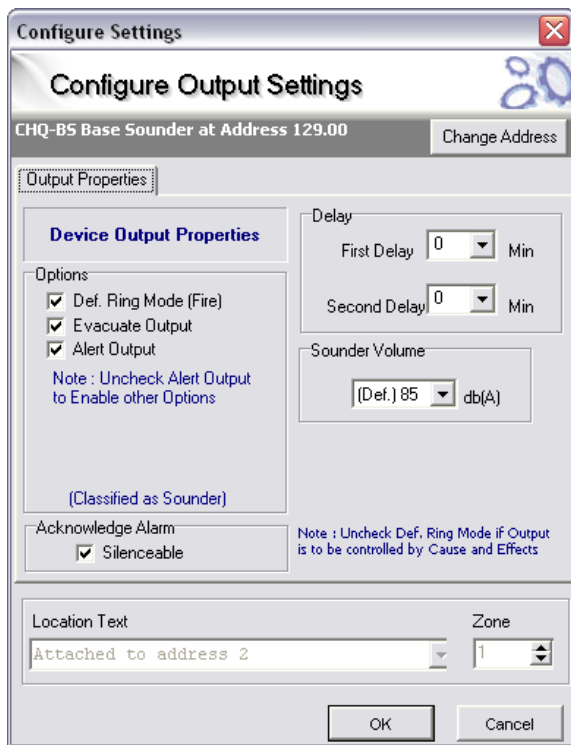 Configure Settings
Configure Output Settings
CHQ-BS Base Sounder at Address 129.00
Change Address
Output Properties
Device Output Properties
Options
Def. Ring Mode (Fire)
Evacuate Output
Alert Output
Note : Uncheck Alert Output
to Enable other Options
(Classified as Sounder)
Acknowledge Alarm
Silenceable
Delay
First Delay 0 Min
Second Delay 0 Min
Sounder Volume
(Def.) 85 db(A)
Note : Uncheck Def. Ring Mode if Output
is to be controlled by Cause and Effects
Location Text
Attached to address 2
Zone
1
OK
Cancel